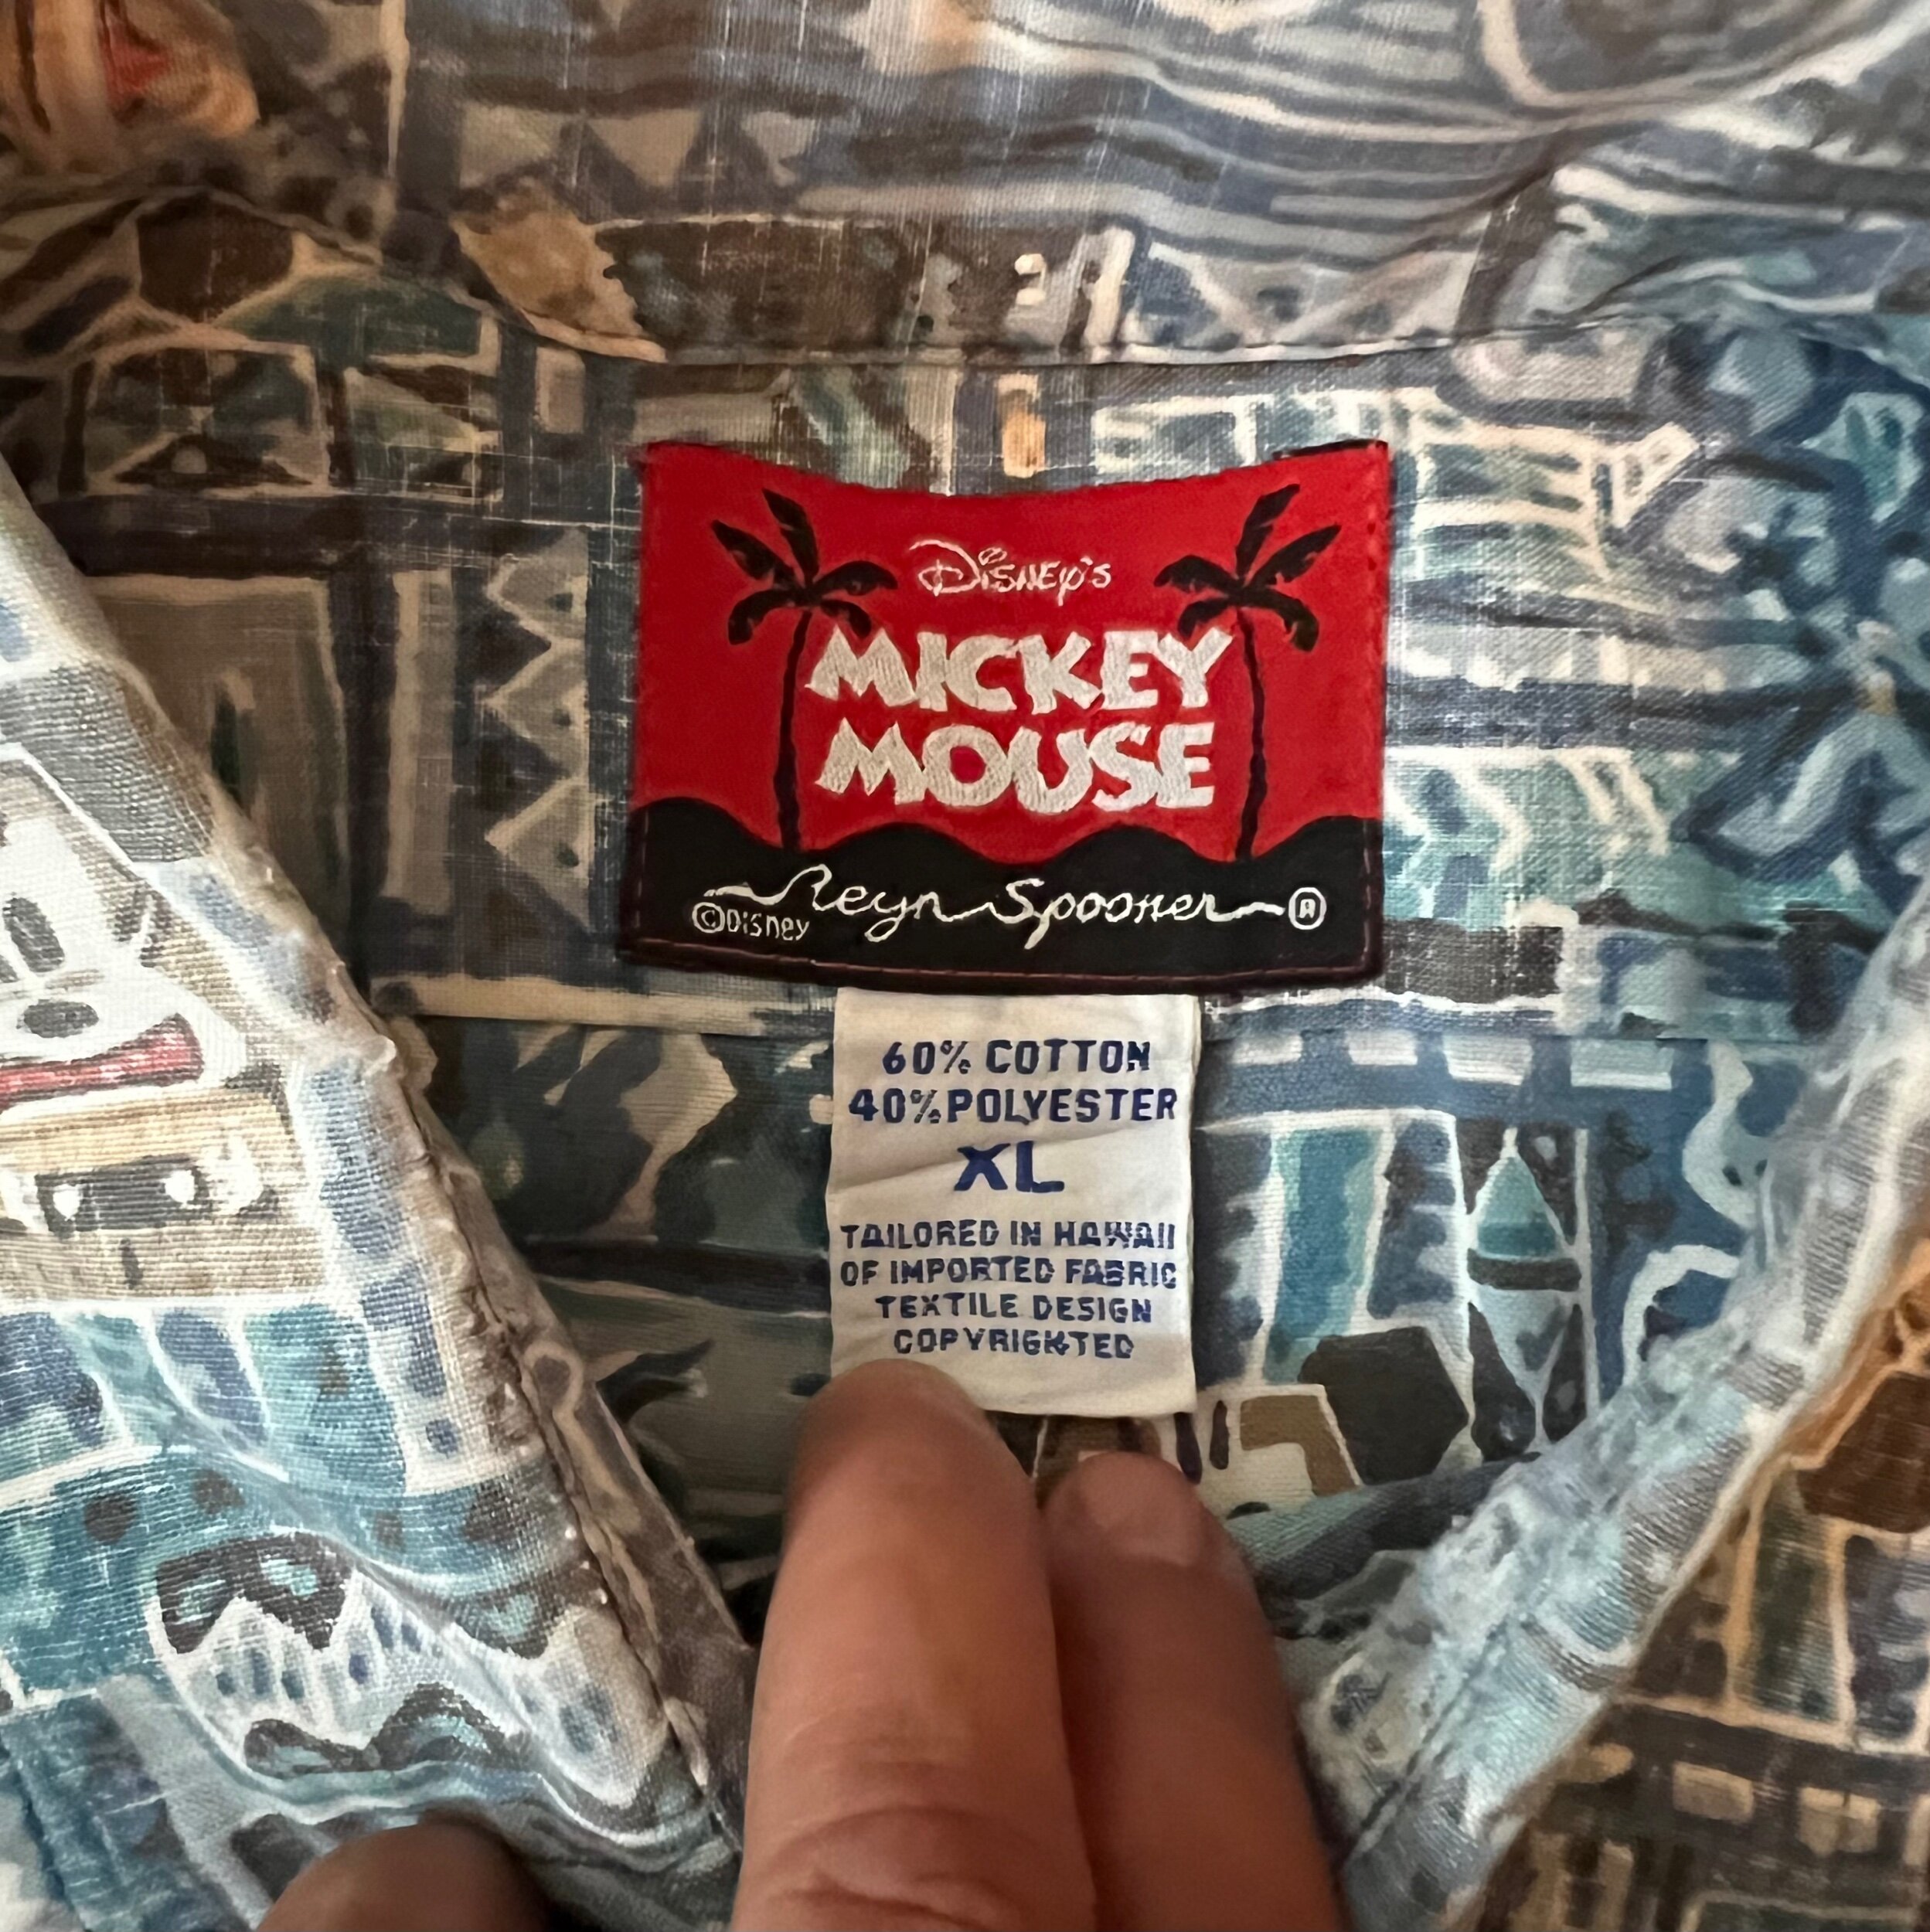 Disney's
MICKEY
MOUSE
Reyn Spooner ®
©Disney
60% COTTON
40% POLYESTER
XL
TAILORED IN HAWAII
OF IMPORTED FABRIC
TEXTILE DESIGN
COPYRIGHTED